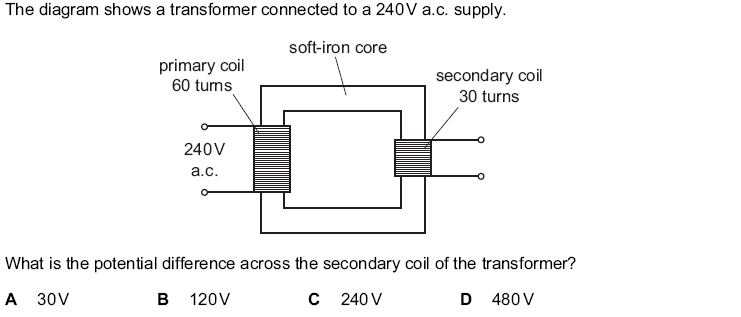 The diagram shows a transformer connected to a 240 V a.c. supply.
soft-iron core
primary coil
60 turns
secondary coil
30 turns
240 V
a.c.
What is the potential difference across the secondary coil of the transformer?
A 30 V B 120 V C 240 V D 480 V